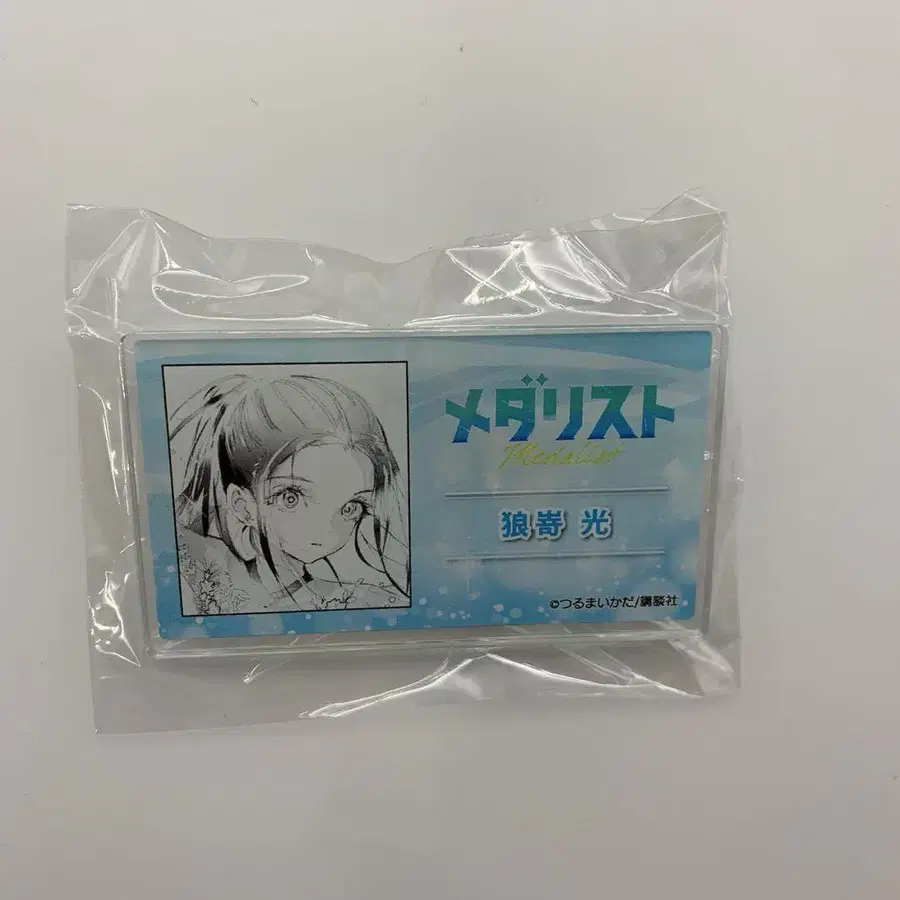 メダリスト
Medalist
狼嵜 光
©つるまいかだ/講談社